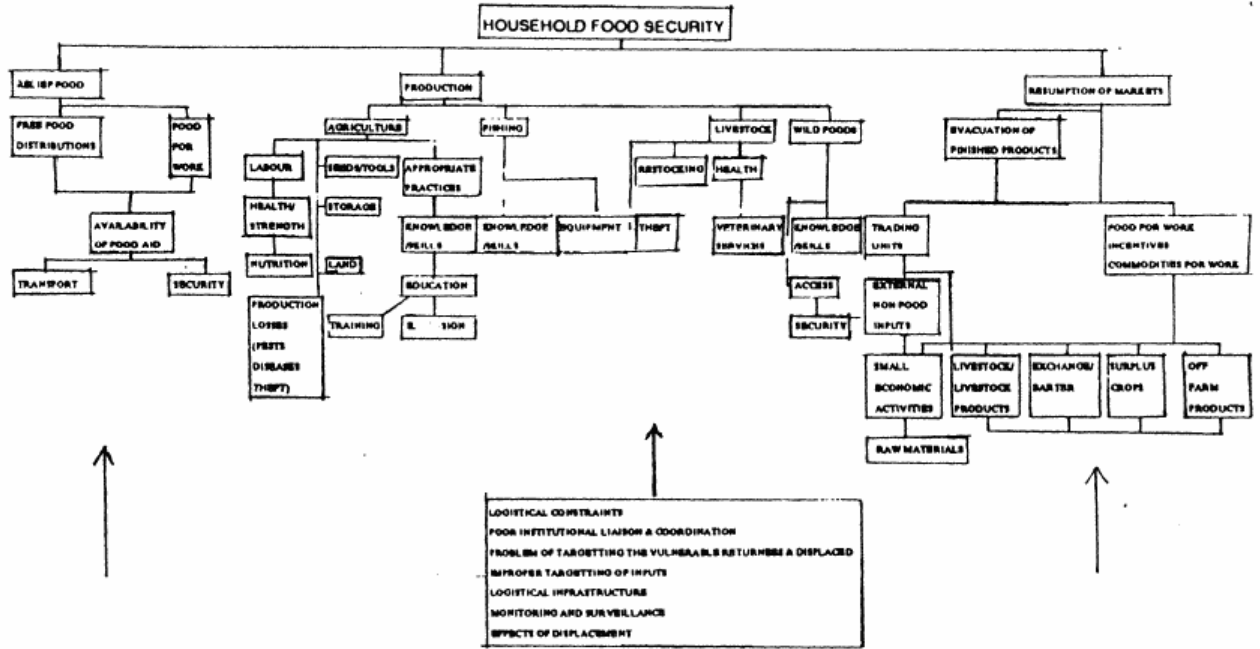 HOUSEHOLD FOOD SECURITY
RELIEF FOOD
PRODUCTION
RESUMPTION OF MARKETS
FREE FOOD
DISTRIBUTIONS
FOOD
FOR
WORK
AGRICULTURE
FISHING
LIVESTOCK
WILD FOODS
EVACUATION OF
FINISHED PRODUCTS
LABOUR
SEEDS/TOOLS
APPROPRIATE
PRACTICES
RESTOCKING
HEALTH
HEALTH/
STRENGTH
STORAGE
AVAILABILITY
OF FOOD AID
KNOWLEDGE
/SKILLS
KNOWLEDGE
/SKILLS
EQUIPMENT
THEFT
VETERINARY
SERVICES
KNOWLEDGE
/SKILLS
TRADING
UNITS
FOOD FOR WORK
INCENTIVES
COMMODITIES FOR WORK
NUTRITION
LAND
TRANSPORT
SECURITY
EDUCATION
ACCESS
EXTERNAL
NON FOOD
INPUTS
PRODUCTION
LOSSES
(PESTS
DISEASES
THEFT)
TRAINING
SECURITY
SMALL
ECONOMIC
ACTIVITIES
LIVESTOCK/
LIVESTOCK
PRODUCTS
EXCHANGE/
BARTER
SURPLUS
CROPS
OFF
FARM
PRODUCTS
RAW MATERIALS
LOGISTICAL CONSTRAINTS
POOR INSTITUTIONAL LIAISON & COORDINATION
PROBLEM OF TARGETTING THE VULNERABLE RETURNEES & DISPLACED
IMPROPER TARGETTING OF INPUTS
LOGISTICAL INFRASTRUCTURE
MONITORING AND SURVEILLANCE
EFFECTS OF DISPLACEMENT